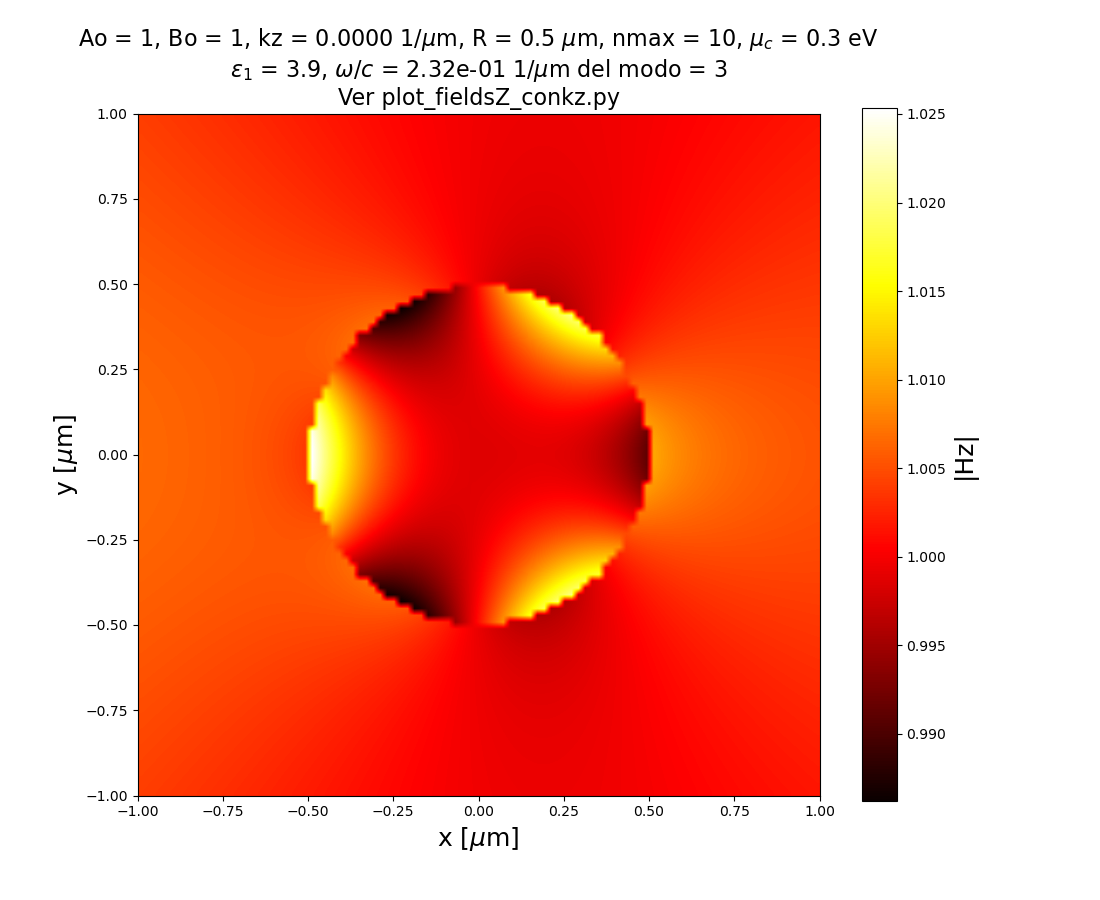 Ao = 1, Bo = 1, kz = 0.0000 1/μm, R = 0.5 μm, nmax = 10, μc = 0.3 eV
ε1 = 3.9, ω/c = 2.32e-01 1/μm del modo = 3
Ver plot_fieldsZ_conkz.py
1.00
0.75
0.50
0.25
0.00
−0.25
−0.50
−0.75
−1.00
y [μm]
−1.00 −0.75 −0.50 −0.25 0.00 0.25 0.50 0.75 1.00
x [μm]
1.025
1.020
1.015
1.010
1.005
1.000
0.995
0.990
|Hz|